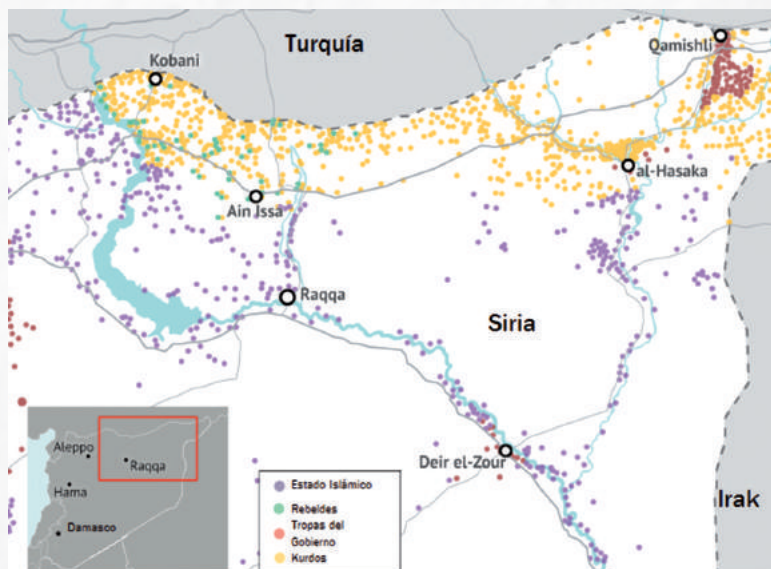 Turquía
Qamishli
Kobani
al-Hasaka
Ain Issa
Raqqa
Siria
Deir el-Zour
Irak
Aleppo
Raqqa
Hama
Damasco
Estado Islámico
Rebeldes
Tropas del
Gobierno
Kurdos